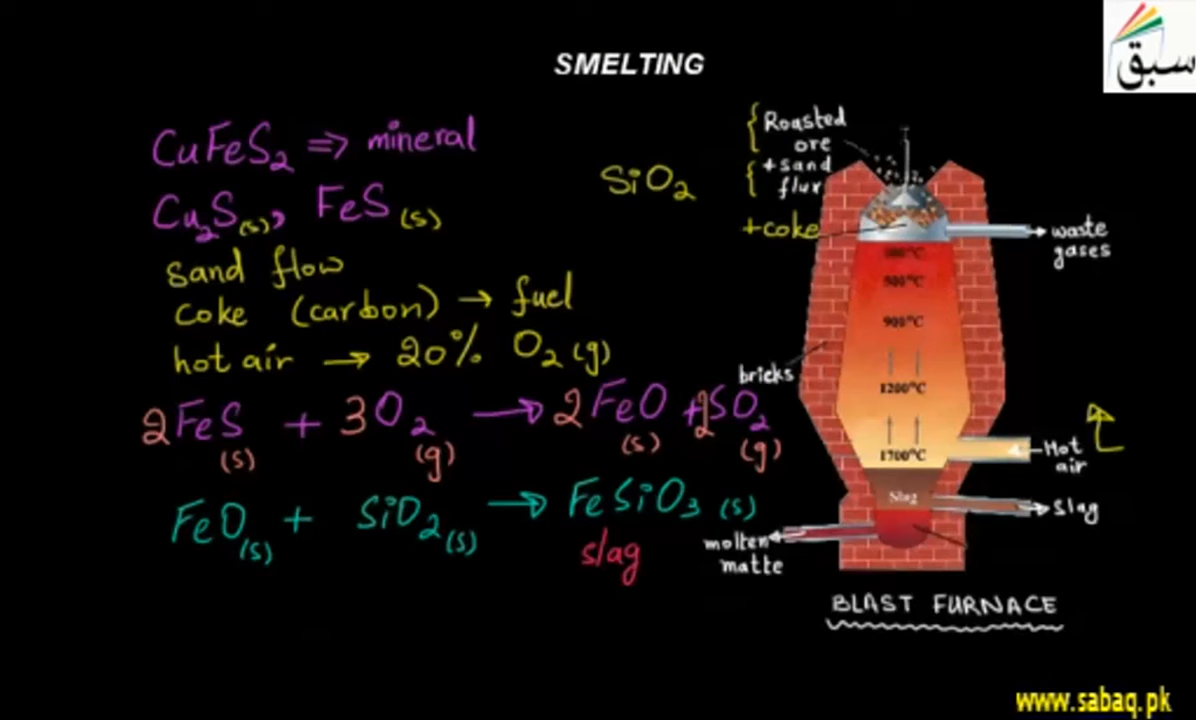 سبق
SMELTING
CuFeS₂ ⇒ mineral
Cu₂S(s), FeS(s)
sand flow
coke (carbon) → fuel
hot air → 20% O₂(g)
2FeS(s) + 3O₂(g) → 2FeO(s) + 2SO₂(g)
FeO(s) + SiO₂(s) → FeSiO₃(s)
slag
SiO₂
{ Roasted
ore
{ +sand
flux
+coke
waste
gases
500°C
900°C
bricks
1200°C
1700°C
Hot
air
Slag
slag
molten
matte
BLAST FURNACE
www.sabaq.pk